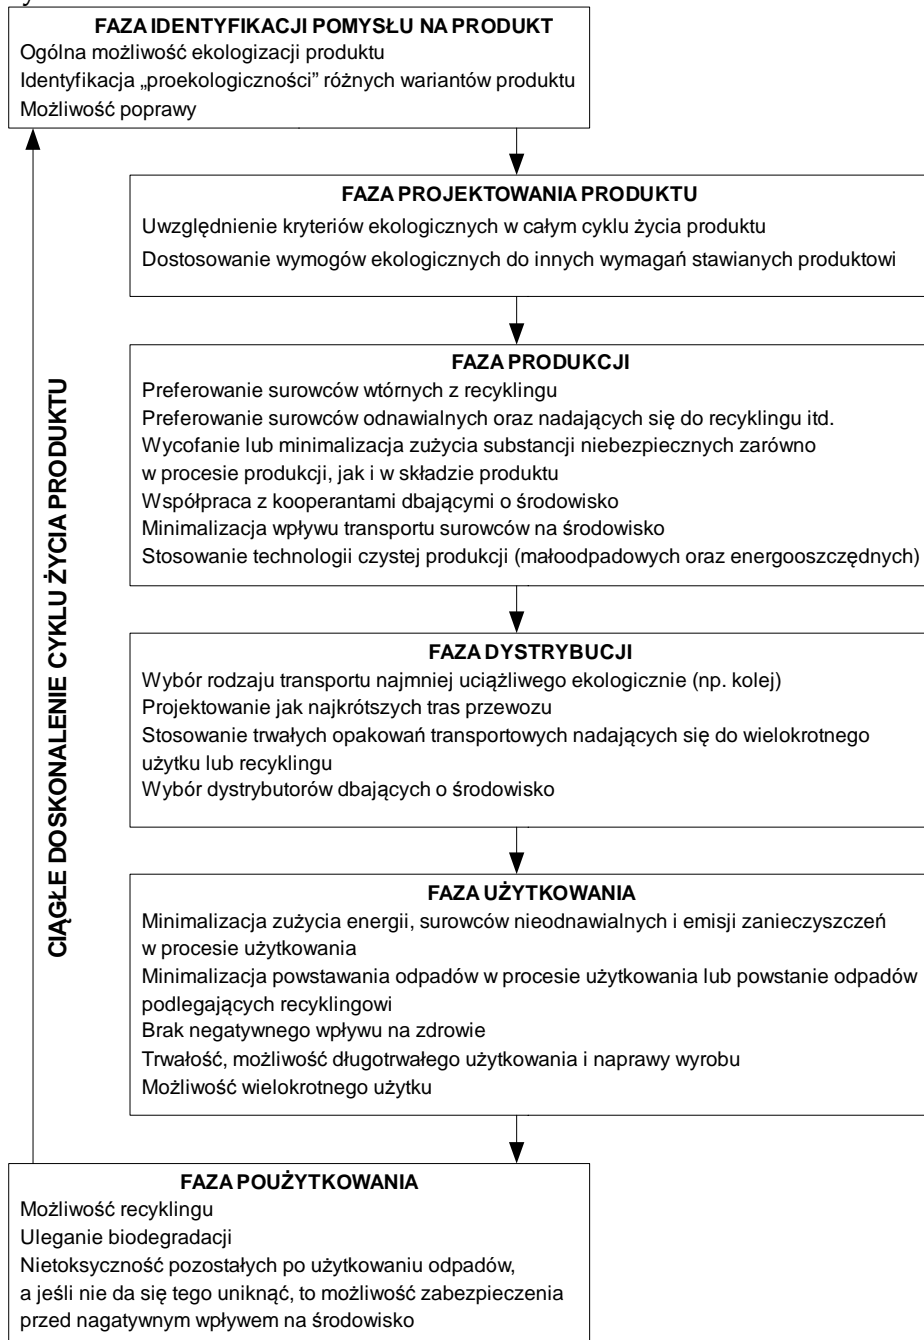 FAZA IDENTYFIKACJI POMYSŁU NA PRODUKT
Ogólna możliwość ekologizacji produktu
Identyfikacja „proekologiczności” różnych wariantów produktu
Możliwość poprawy
FAZA PROJEKTOWANIA PRODUKTU
Uwzględnienie kryteriów ekologicznych w całym cyklu życia produktu
Dostosowanie wymogów ekologicznych do innych wymagań stawianych produktowi
FAZA PRODUKCJI
Preferowanie surowców wtórnych z recyklingu
Preferowanie surowców odnawialnych oraz nadających się do recyklingu itd.
Wycofanie lub minimalizacja zużycia substancji niebezpiecznych zarówno
w procesie produkcji, jak i w składzie produktu
Współpraca z kooperantami dbającymi o środowisko
Minimalizacja wpływu transportu surowców na środowisko
Stosowanie technologii czystej produkcji (małoodpadowych oraz energooszczędnych)
FAZA DYSTRYBUCJI
Wybór rodzaju transportu najmniej uciążliwego ekologicznie (np. kolej)
Projektowanie jak najkrótszych tras przewozu
Stosowanie trwałych opakowań transportowych nadających się do wielokrotnego
użytku lub recyklingu
Wybór dystrybutorów dbających o środowisko
FAZA UŻYTKOWANIA
Minimalizacja zużycia energii, surowców nieodnawialnych i emisji zanieczyszczeń
w procesie użytkowania
Minimalizacja powstawania odpadów w procesie użytkowania lub powstanie odpadów
podlegających recyklingowi
Brak negatywnego wpływu na zdrowie
Trwałość, możliwość długotrwałego użytkowania i naprawy wyrobu
Możliwość wielokrotnego użytku
FAZA POUŻYTKOWANIA
Możliwość recyklingu
Uleganie biodegradacji
Nietoksyczność pozostałych po użytkowaniu odpadów,
a jeśli nie da się tego uniknąć, to możliwość zabezpieczenia
przed nagatywnym wpływem na środowisko
CIĄGŁE DOSKONALENIE CYKLU ŻYCIA PRODUKTU